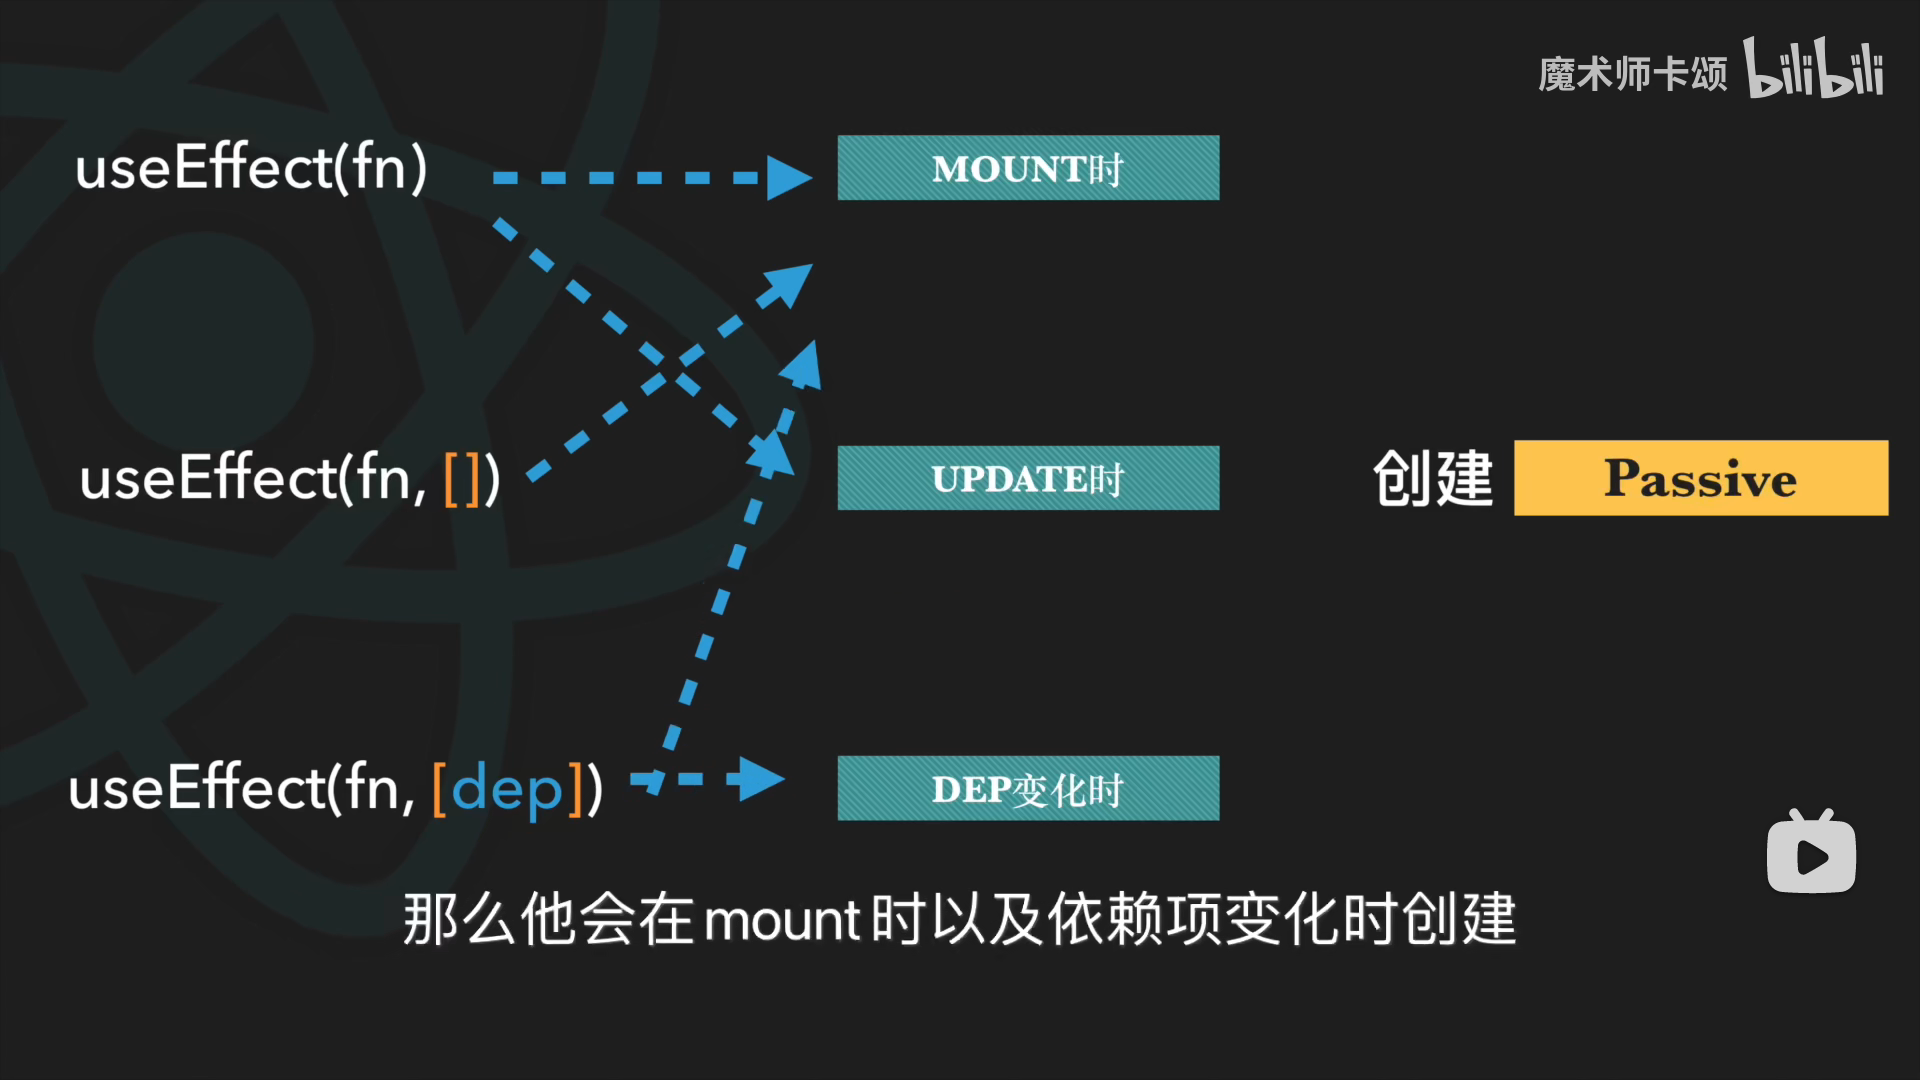 魔术师卡颂 bilibili
useEffect(fn)
MOUNT时
useEffect(fn, [])
UPDATE时
创建 Passive
useEffect(fn, [dep])
DEP变化时
那么他会在mount时以及依赖项变化时创建